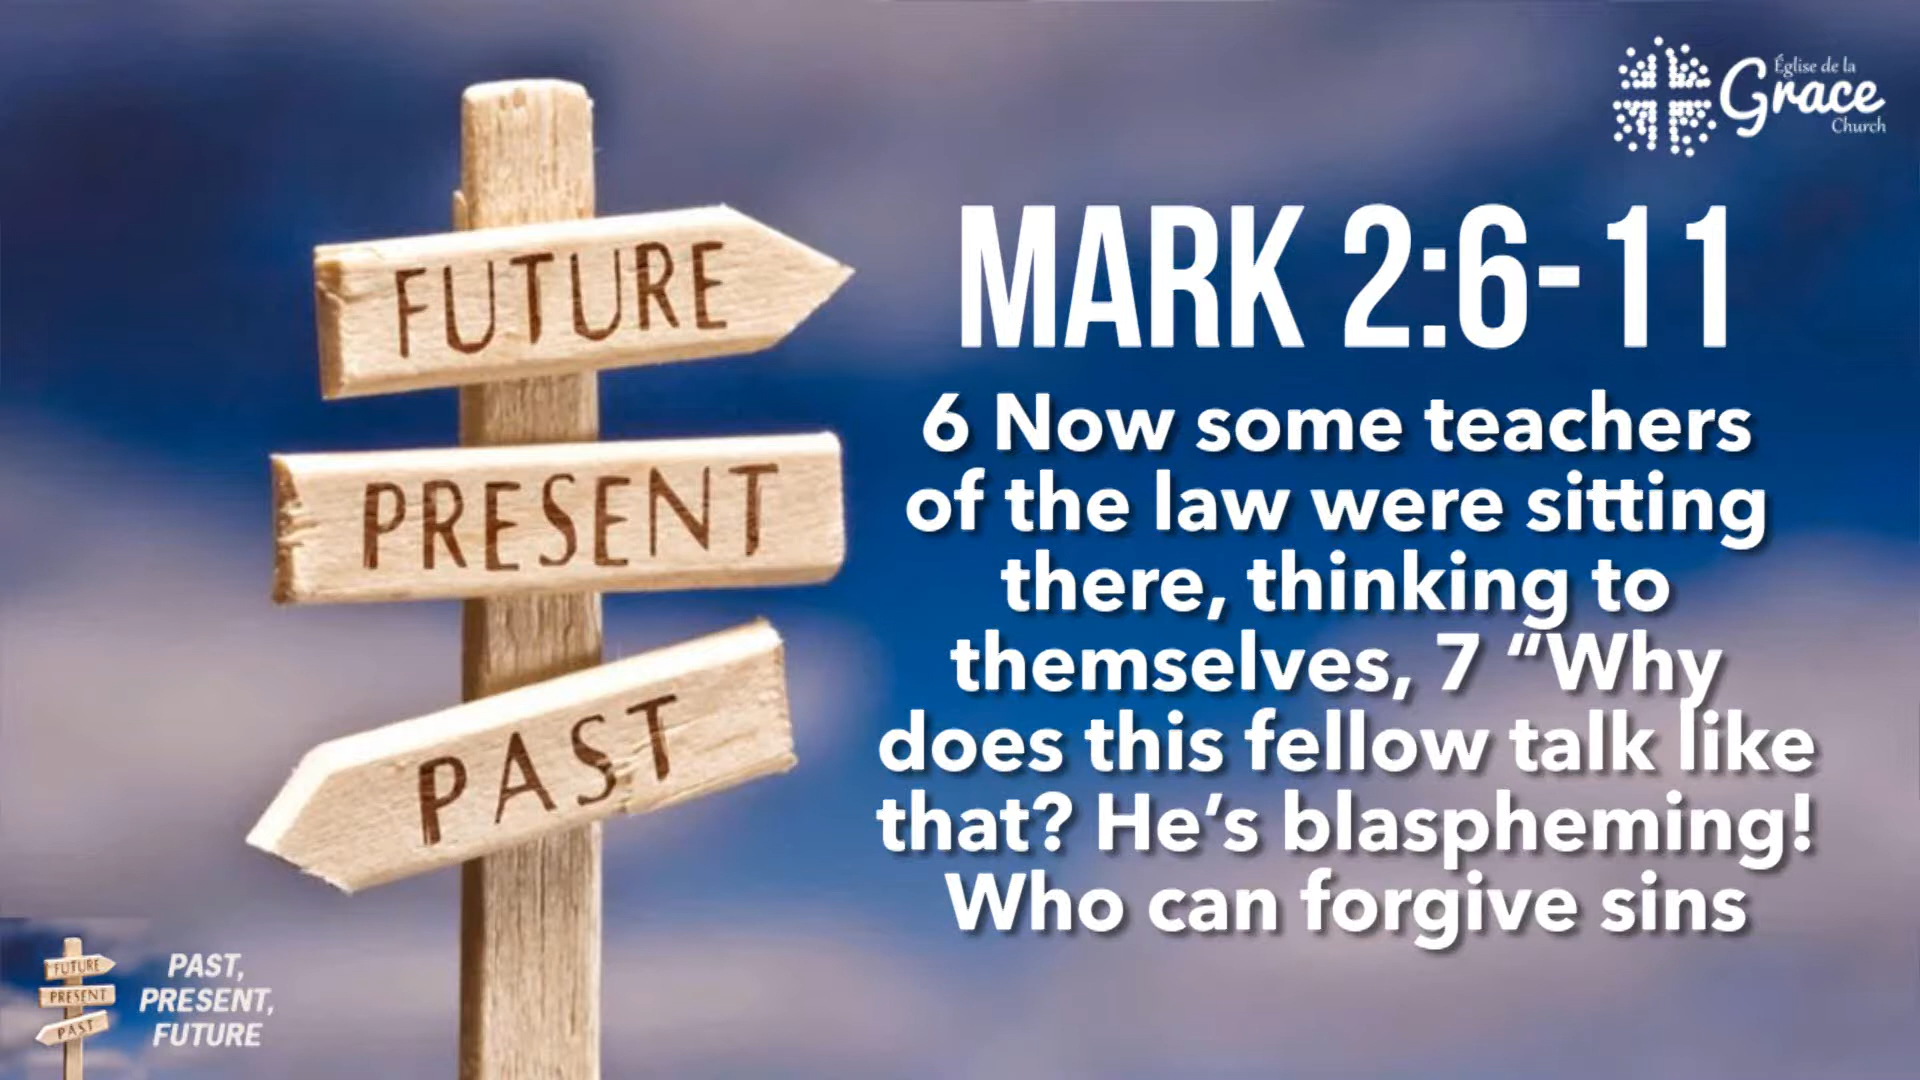 Église de la
Grace
Church
FUTURE
PRESENT
PAST
MARK 2:6-11
6 Now some teachers
of the law were sitting
there, thinking to
themselves, 7 “Why
does this fellow talk like
that? He’s blaspheming!
Who can forgive sins
FUTURE
PRESENT
PAST
PAST,
PRESENT,
FUTURE